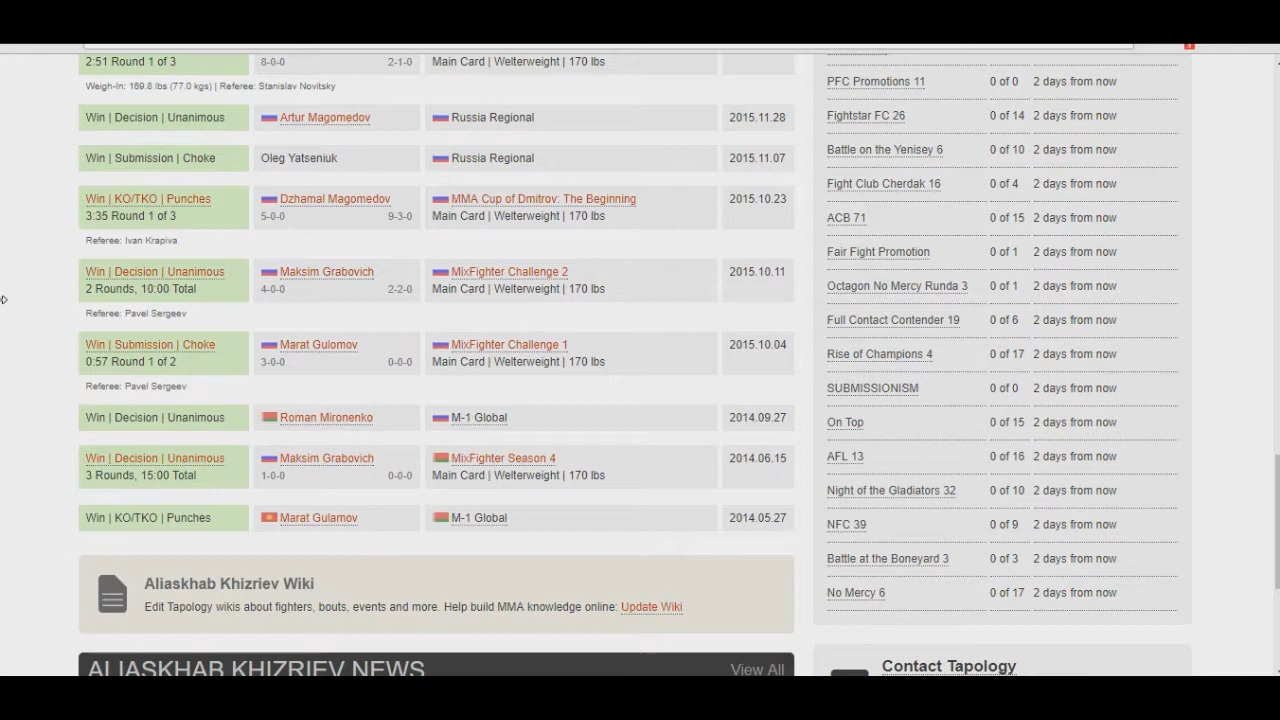 2:51 Round 1 of 3 8-0-0 2-1-0 Main Card | Welterweight | 170 lbs
Weigh-In: 169.8 lbs (77.0 kgs) | Referee: Stanislav Novitsky
Win | Decision | Unanimous Artur Magomedov Russia Regional 2015.11.28
Win | Submission | Choke Oleg Yatseniuk Russia Regional 2015.11.07
Win | KO/TKO | Punches Dzhamal Magomedov MMA Cup of Dmitrov: The Beginning 2015.10.23
3:35 Round 1 of 3 5-0-0 9-3-0 Main Card | Welterweight | 170 lbs
Referee: Ivan Krapiva
Win | Decision | Unanimous Maksim Grabovich MixFighter Challenge 2 2015.10.11
2 Rounds, 10:00 Total 4-0-0 2-2-0 Main Card | Welterweight | 170 lbs
Referee: Pavel Sergeev
Win | Submission | Choke Marat Gulomov MixFighter Challenge 1 2015.10.04
0:57 Round 1 of 2 3-0-0 0-0-0 Main Card | Welterweight | 170 lbs
Referee: Pavel Sergeev
Win | Decision | Unanimous Roman Mironenko M-1 Global 2014.09.27
Win | Decision | Unanimous Maksim Grabovich MixFighter Season 4 2014.06.15
3 Rounds, 15:00 Total 1-0-0 0-0-0 Main Card | Welterweight | 170 lbs
Win | KO/TKO | Punches Marat Gulamov M-1 Global 2014.05.27
Aliaskhab Khizriev Wiki
Edit Tapology wikis about fighters, bouts, events and more. Help build MMA knowledge online: Update Wiki
ALIASKHAB KHIZRIEV NEWS View All
PFC Promotions 11 0 of 0 2 days from now
Fightstar FC 26 0 of 14 2 days from now
Battle on the Yenisey 6 0 of 10 2 days from now
Fight Club Cherdak 16 0 of 4 2 days from now
ACB 71 0 of 15 2 days from now
Fair Fight Promotion 0 of 1 2 days from now
Octagon No Mercy Runda 3 0 of 1 2 days from now
Full Contact Contender 19 0 of 6 2 days from now
Rise of Champions 4 0 of 17 2 days from now
SUBMISSIONISM 0 of 0 2 days from now
On Top 0 of 15 2 days from now
AFL 13 0 of 16 2 days from now
Night of the Gladiators 32 0 of 10 2 days from now
NFC 39 0 of 9 2 days from now
Battle at the Boneyard 3 0 of 3 2 days from now
No Mercy 6 0 of 17 2 days from now
Contact Tapology